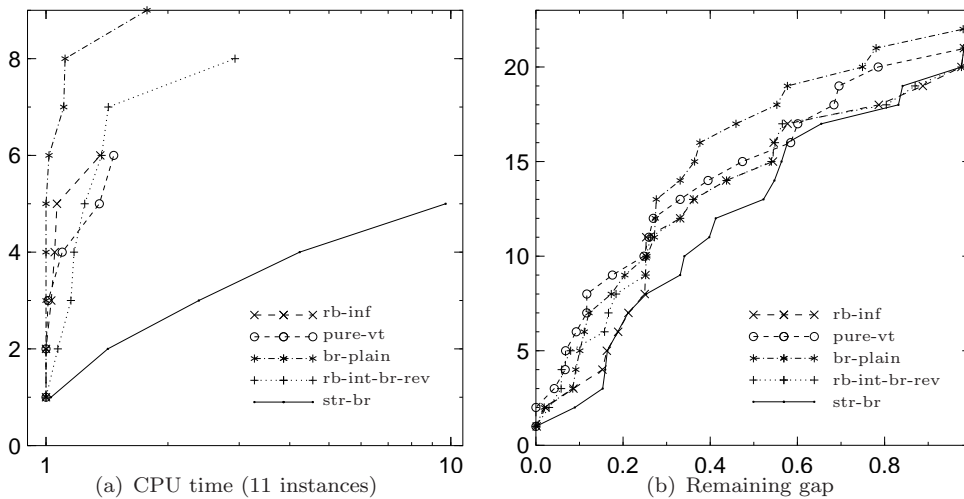 8
6
4
2
0
1
10
rb-inf
pure-vt
br-plain
rb-int-br-rev
str-br
(a) CPU time (11 instances)
20
15
10
5
0
0.0
0.2
0.4
0.6
0.8
rb-inf
pure-vt
br-plain
rb-int-br-rev
str-br
(b) Remaining gap